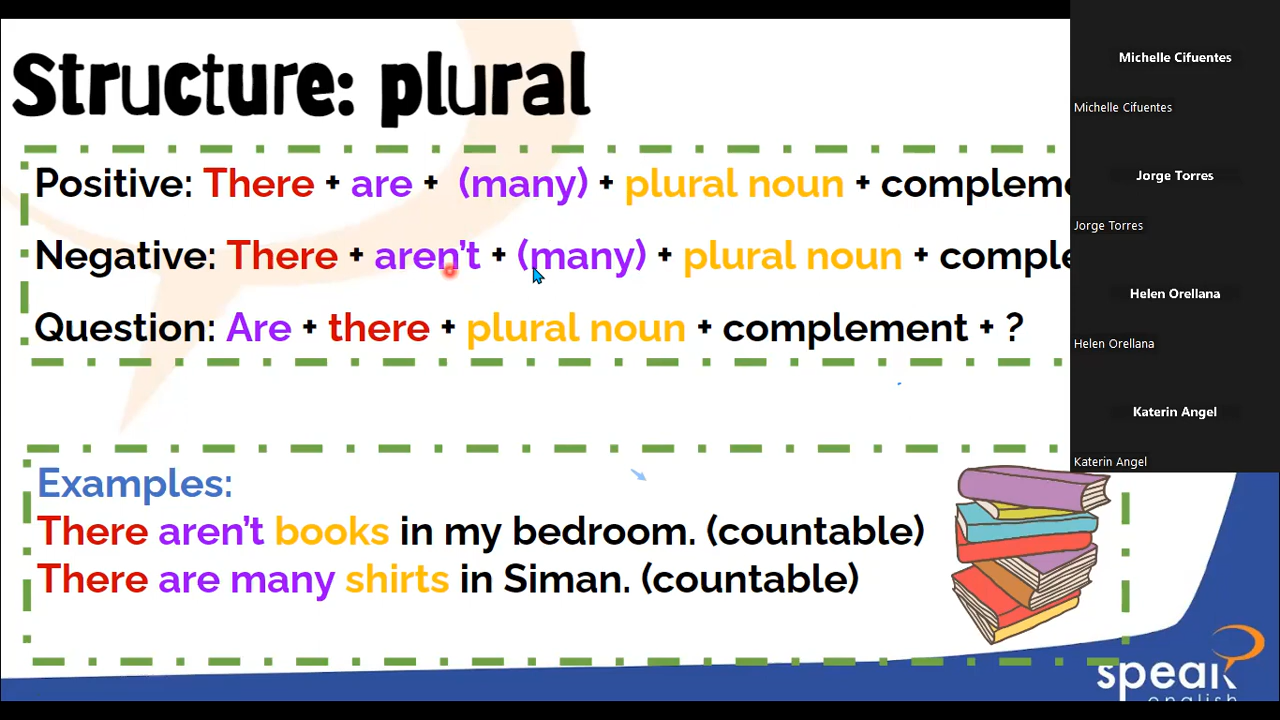 Structure: plural
Positive: There + are + (many) + plural noun + compleme
Negative: There + aren't + (many) + plural noun + comple
Question: Are + there + plural noun + complement + ?
Examples:
There aren't books in my bedroom. (countable)
There are many shirts in Siman. (countable)
Michelle Cifuentes
Michelle Cifuentes
Jorge Torres
Jorge Torres
Helen Orellana
Helen Orellana
Katerin Angel
Katerin Angel
speak
english